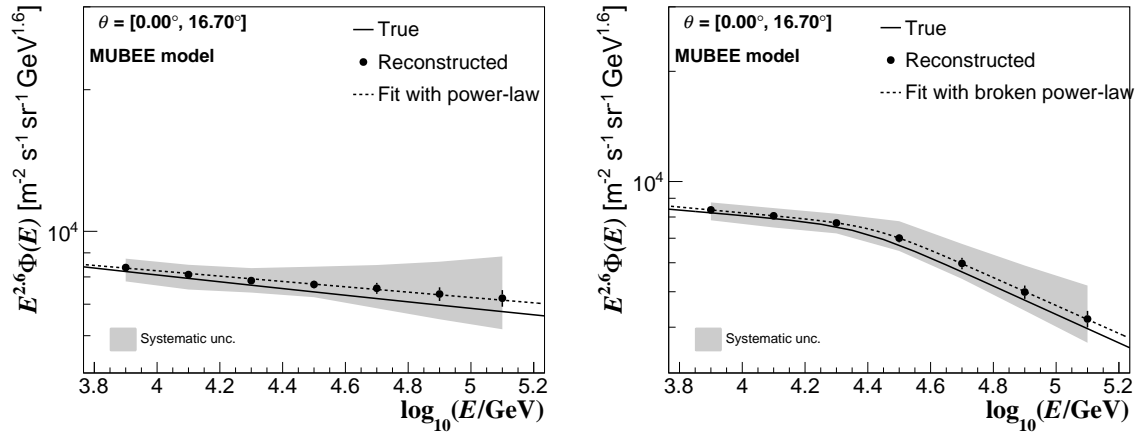 θ = [0.00°, 16.70°]
MUBEE model
True
Reconstructed
Fit with power-law
Systematic unc.
E^2.6Φ(E) [m^-2 s^-1 sr^-1 GeV^1.6]
10^4
3.8 4 4.2 4.4 4.6 4.8 5 5.2
log_10(E/GeV)
θ = [0.00°, 16.70°]
MUBEE model
True
Reconstructed
Fit with broken power-law
Systematic unc.
E^2.6Φ(E) [m^-2 s^-1 sr^-1 GeV^1.6]
10^4
3.8 4 4.2 4.4 4.6 4.8 5 5.2
log_10(E/GeV)